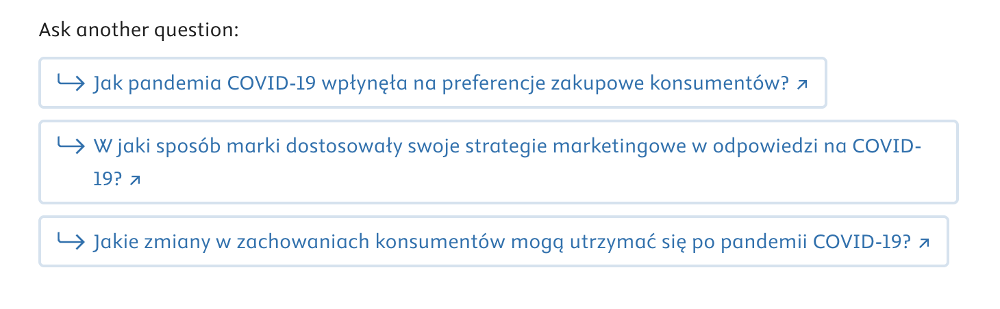 Ask another question:
Jak pandemia COVID-19 wpłynęła na preferencje zakupowe konsumentów?
W jaki sposób marki dostosowały swoje strategie marketingowe w odpowiedzi na COVID-
19?
Jakie zmiany w zachowaniach konsumentów mogą utrzymać się po pandemii COVID-19?